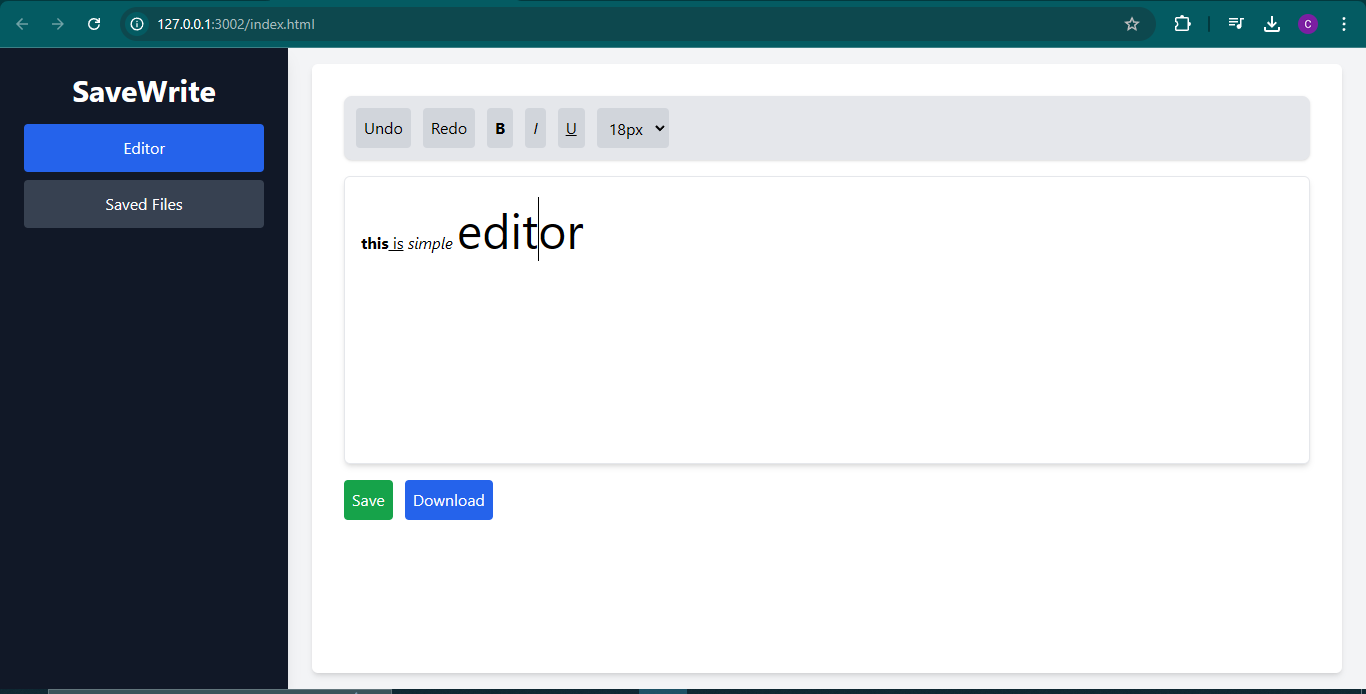 127.0.0.1:3002/index.html
C
SaveWrite
Editor
Saved Files
Undo Redo B I U 18px
this is simple editor
Save Download